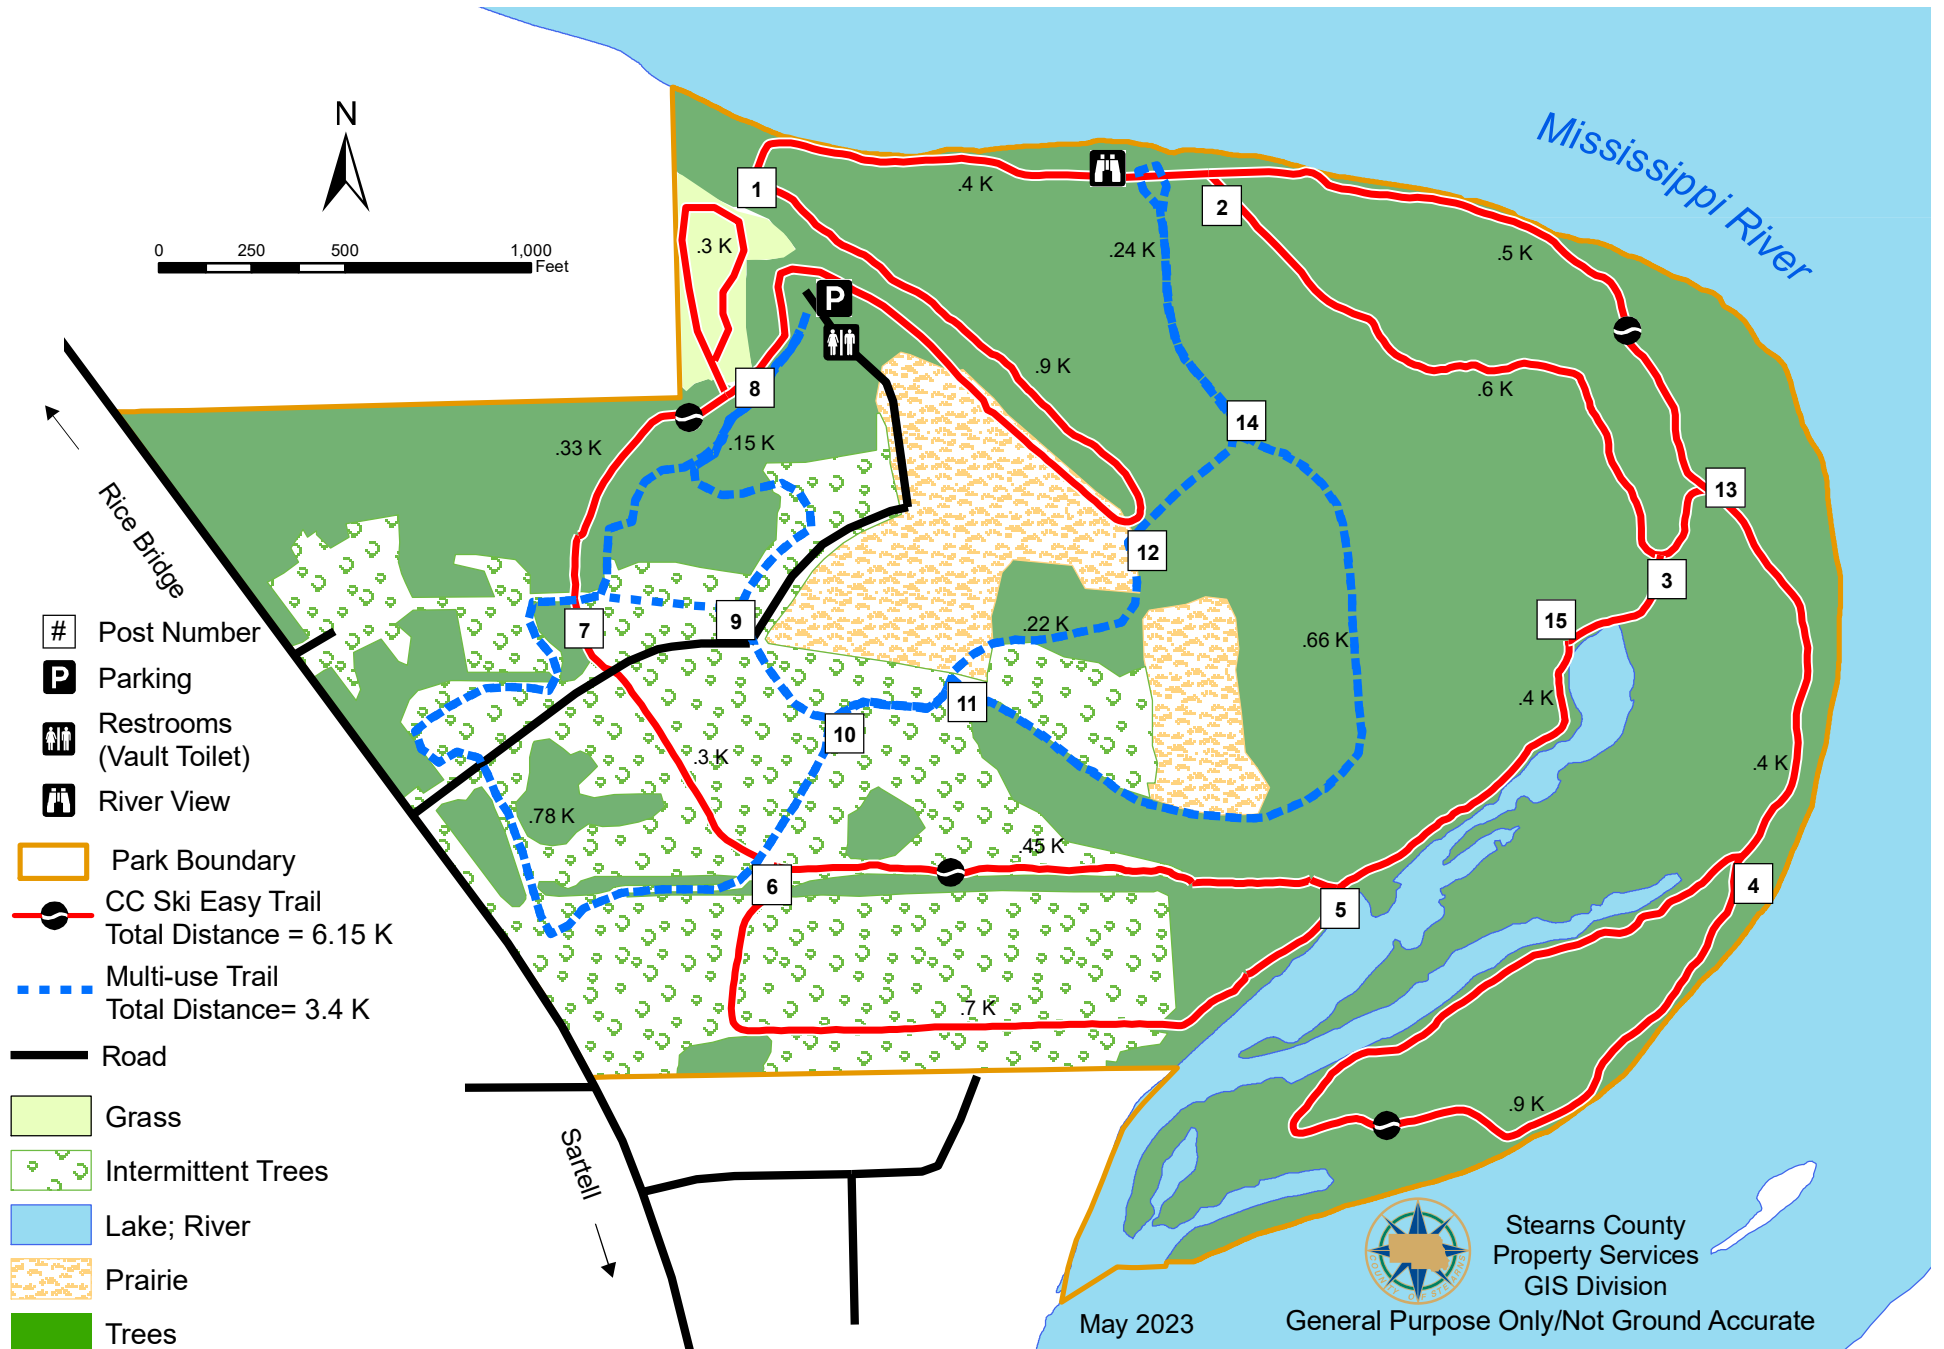 N
0 250 500 1,000
Feet
Mississippi River
1
.4 K
2
.3 K
.24 K
.5 K
P
.9 K
8
.6 K
14
.33 K
.15 K
13
Rice Bridge
12
3
7
9
15
.22 K
.66 K
.4 K
11
10
.3 K
.4 K
.78 K
.45 K
6
5
4
.7 K
.9 K
Sartell
# Post Number
P Parking
Restrooms
(Vault Toilet)
River View
Park Boundary
CC Ski Easy Trail
Total Distance = 6.15 K
Multi-use Trail
Total Distance= 3.4 K
Road
Grass
Intermittent Trees
Lake; River
Prairie
Trees
Stearns County
Property Services
GIS Division
May 2023
General Purpose Only/Not Ground Accurate
COUNTY OF STEARNS